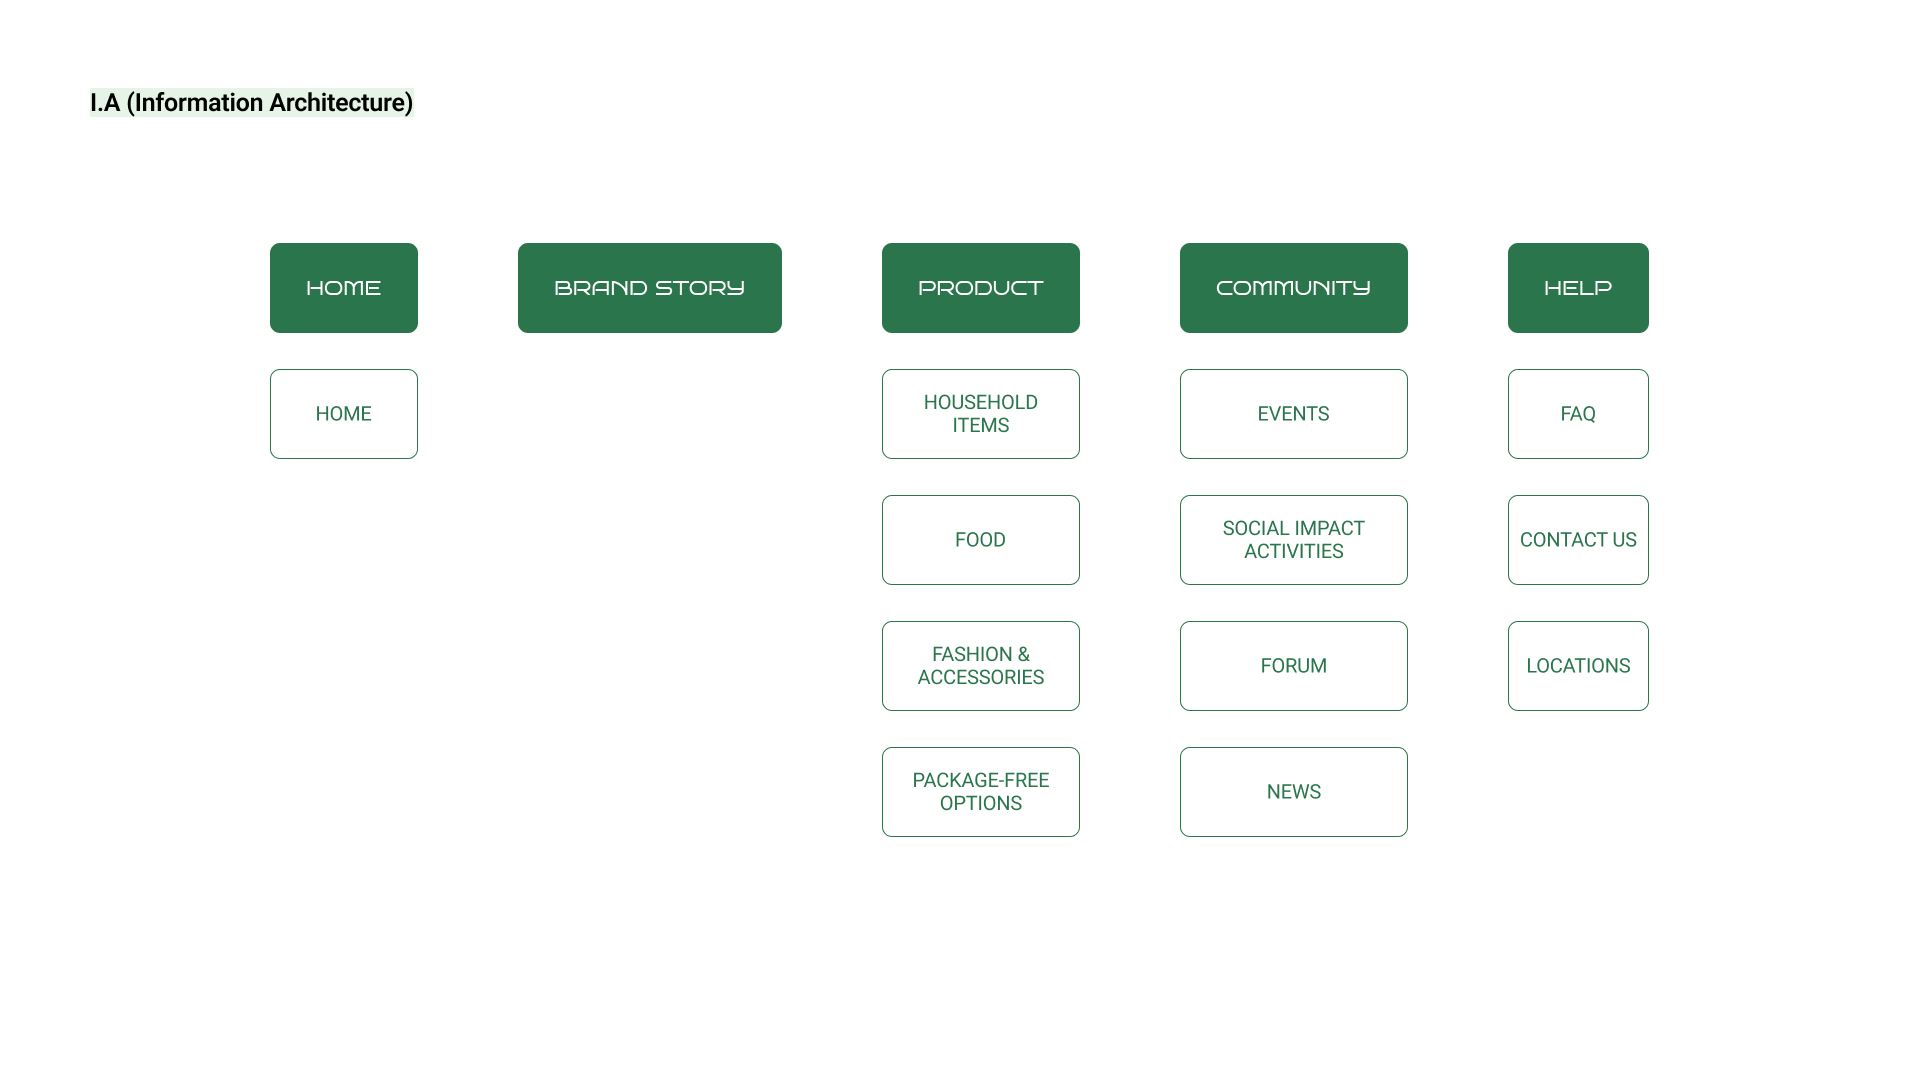 I.A (Information Architecture)
HOME
BRAND STORY
PRODUCT
COMMUNITY
HELP
HOME
HOUSEHOLD
ITEMS
EVENTS
FAQ
FOOD
SOCIAL IMPACT
ACTIVITIES
CONTACT US
FASHION &
ACCESSORIES
FORUM
LOCATIONS
PACKAGE-FREE
OPTIONS
NEWS